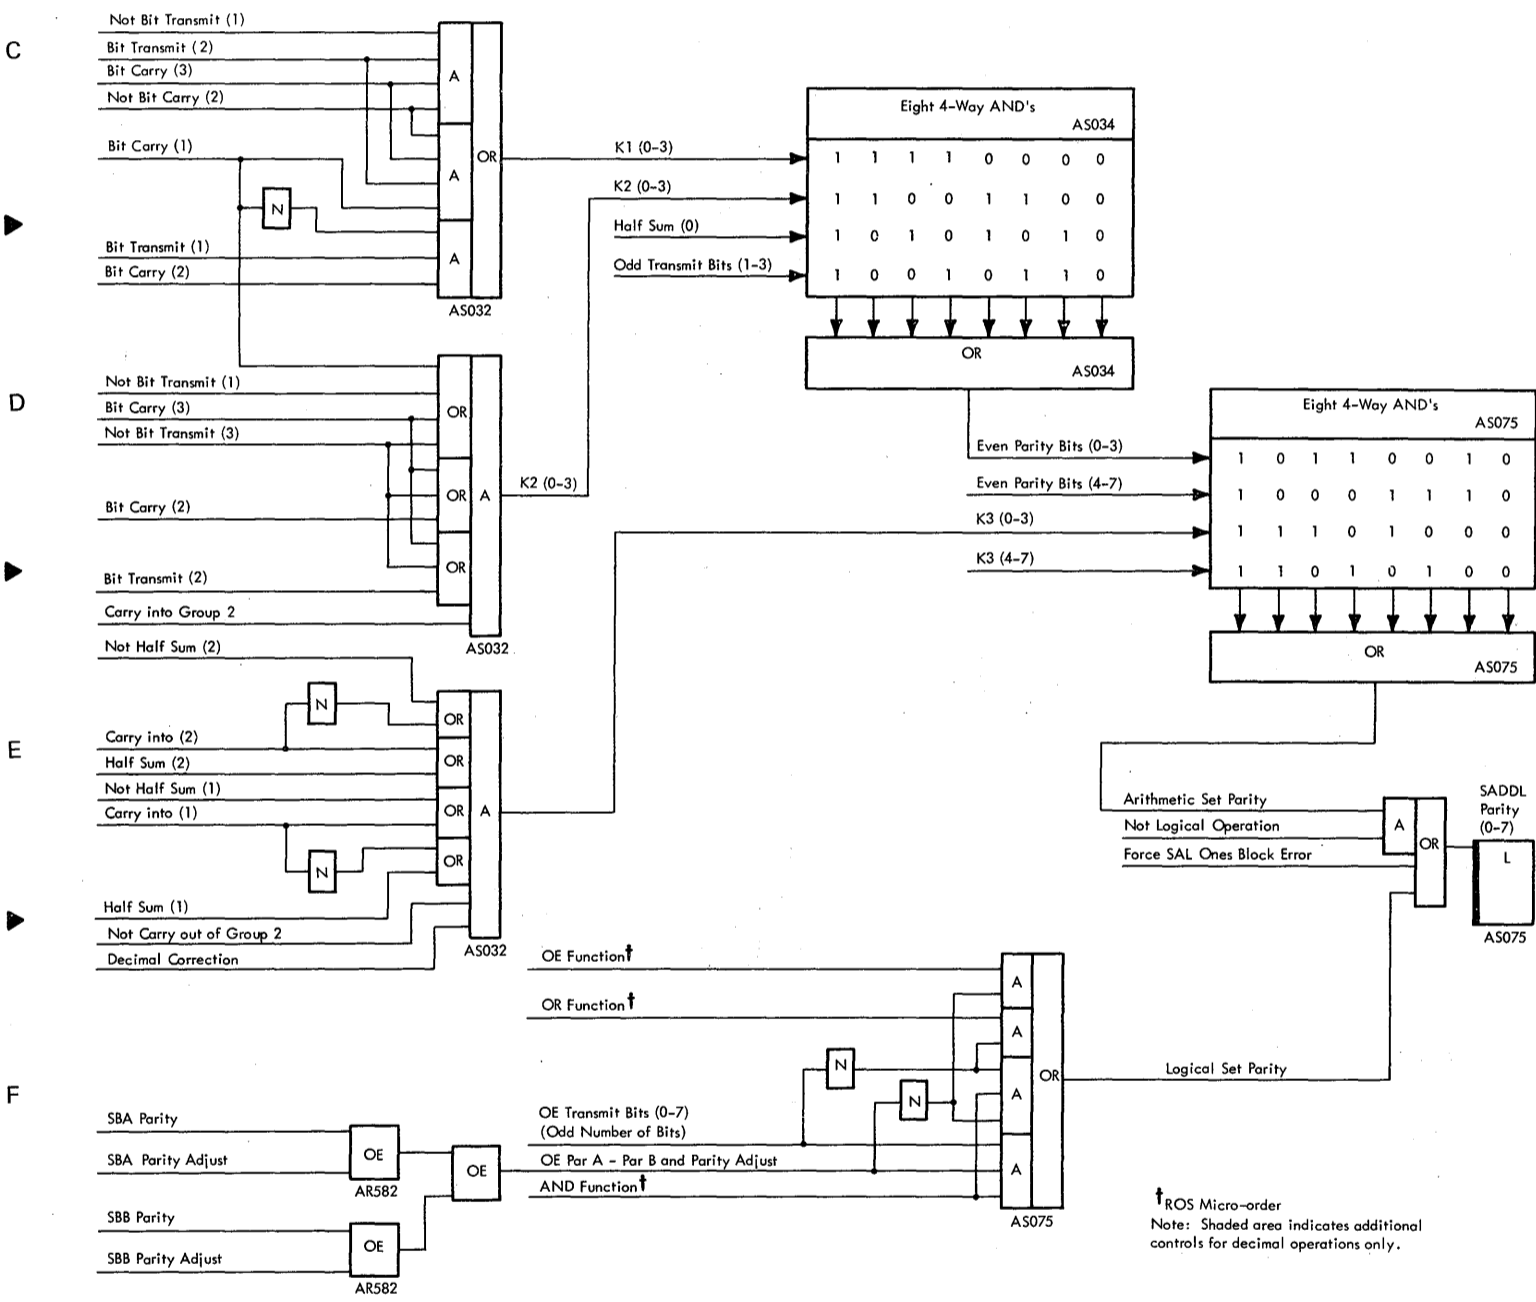 C
Not Bit Transmit (1)
Bit Transmit (2)
Bit Carry (3)
Not Bit Carry (2)
Bit Carry (1)
N
Bit Transmit (1)
Bit Carry (2)
A
A
A
OR
AS032
K1 (0-3)
K2 (0-3)
Half Sum (0)
Odd Transmit Bits (1-3)
Eight 4-Way AND's
AS034
1 1 1 1 0 0 0 0
1 1 0 0 1 1 0 0
1 0 1 0 1 0 1 0
1 0 0 1 0 1 1 0
OR
AS034
D
Not Bit Transmit (1)
Bit Carry (3)
Not Bit Transmit (3)
Bit Carry (2)
Bit Transmit (2)
Carry into Group 2
OR
OR
OR
A
AS032
K2 (0-3)
Even Parity Bits (0-3)
Even Parity Bits (4-7)
K3 (0-3)
K3 (4-7)
Eight 4-Way AND's
AS075
1 0 1 1 0 0 1 0
1 0 0 0 1 1 1 0
1 1 1 0 1 0 0 0
1 1 0 1 0 1 0 0
OR
AS075
E
Not Half Sum (2)
N
Carry into (2)
Half Sum (2)
Not Half Sum (1)
Carry into (1)
N
Half Sum (1)
Not Carry out of Group 2
Decimal Correction
OR
OR
OR
OR
A
AS032
Arithmetic Set Parity
Not Logical Operation
Force SAL Ones Block Error
A
OR
SADDL
Parity
(0-7)
L
AS075
F
OE Function†
OR Function†
N
N
OE Transmit Bits (0-7)
(Odd Number of Bits)
OE Par A - Par B and Parity Adjust
AND Function†
A
A
A
A
OR
AS075
Logical Set Parity
SBA Parity
SBA Parity Adjust
OE
AR582
OE
SBB Parity
SBB Parity Adjust
OE
AR582
†ROS Micro-order
Note: Shaded area indicates additional
controls for decimal operations only.